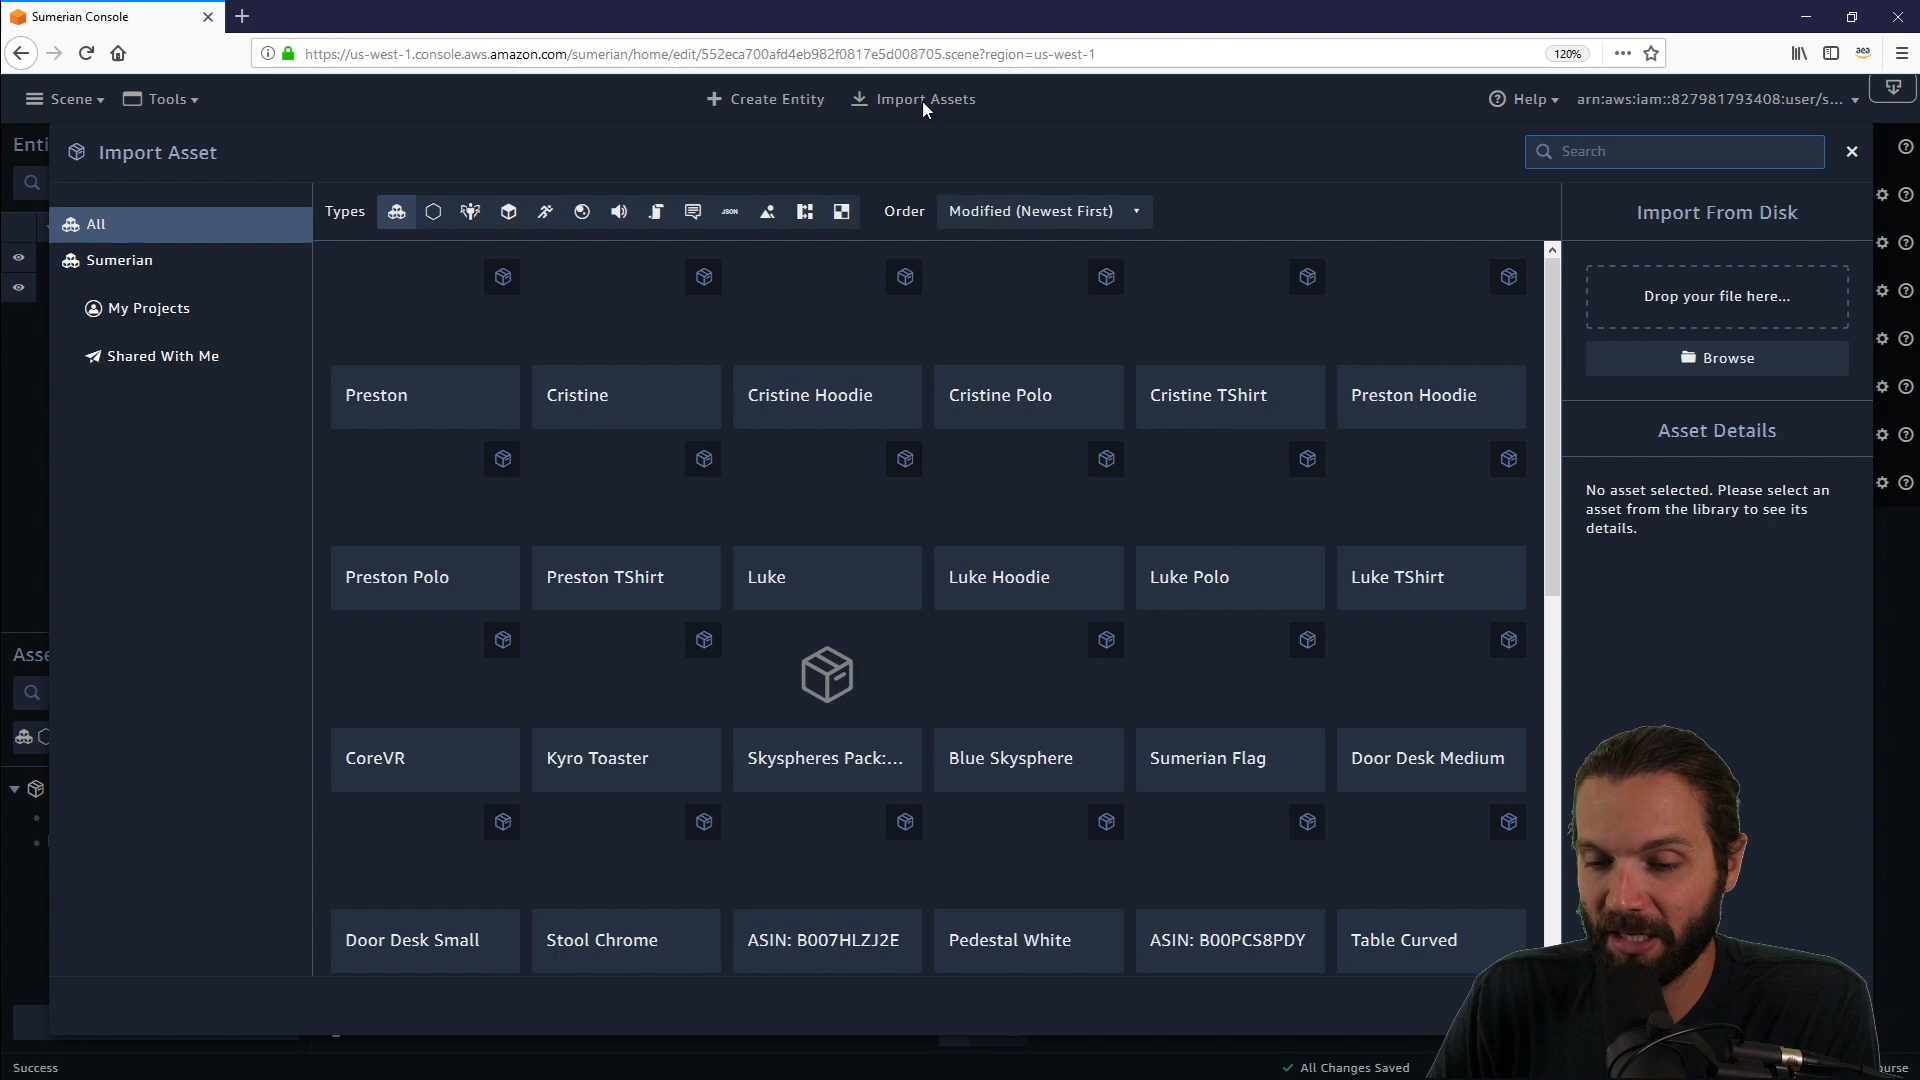 Sumerian Console
https://us-west-1.console.aws.amazon.com/sumerian/home/edit/552eca700afd4eb982f0817e5d008705.scene?region=us-west-1
120%
aea
Scene
Tools
Create Entity
Import Assets
Help
arn:aws:iam::827981793408:user/s...
Enti
Import Asset
Search
All
Sumerian
My Projects
Shared With Me
Types
JSON
Order
Modified (Newest First)
Import From Disk
Drop your file here...
Browse
Asset Details
No asset selected. Please select an
asset from the library to see its
details.
Preston
Cristine
Cristine Hoodie
Cristine Polo
Cristine TShirt
Preston Hoodie
Preston Polo
Preston TShirt
Luke
Luke Hoodie
Luke Polo
Luke TShirt
Asse
CoreVR
Kyro Toaster
Skyspheres Pack:...
Blue Skysphere
Sumerian Flag
Door Desk Medium
Door Desk Small
Stool Chrome
ASIN: B007HLZJ2E
Pedestal White
ASIN: B00PCS8PDY
Table Curved
Success
All Changes Saved
ourse